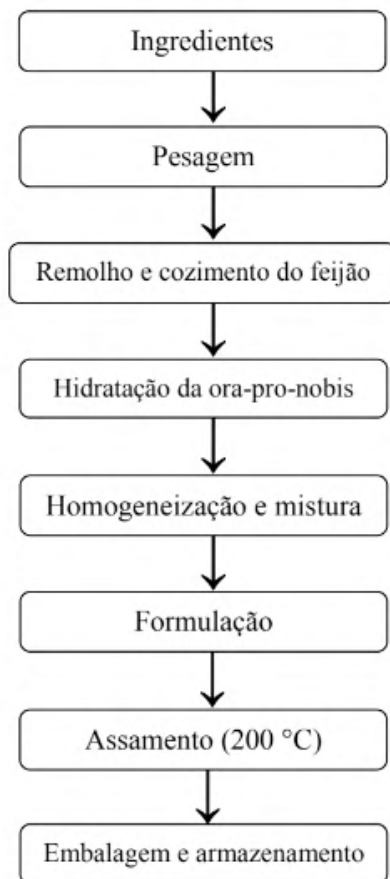 Ingredientes
Pesagem
Remolho e cozimento do feijão
Hidratação da ora-pro-nobis
Homogeneização e mistura
Formulação
Assamento (200 °C)
Embalagem e armazenamento